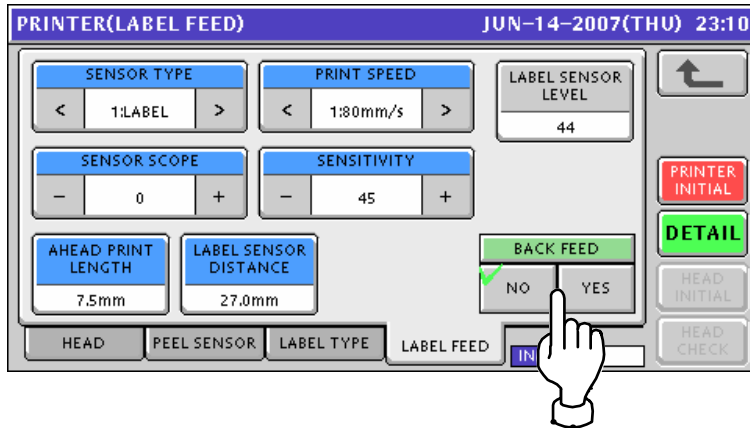 PRINTER(LABEL FEED) JUN-14-2007(THU) 23:10
SENSOR TYPE
< 1:LABEL >
PRINT SPEED
< 1:80mm/s >
LABEL SENSOR
LEVEL
44
SENSOR SCOPE
- 0 +
SENSITIVITY
- 45 +
AHEAD PRINT
LENGTH
7.5mm
LABEL SENSOR
DISTANCE
27.0mm
BACK FEED
NO YES
PRINTER
INITIAL
DETAIL
HEAD
INITIAL
HEAD
CHECK
HEAD PEEL SENSOR LABEL TYPE LABEL FEED